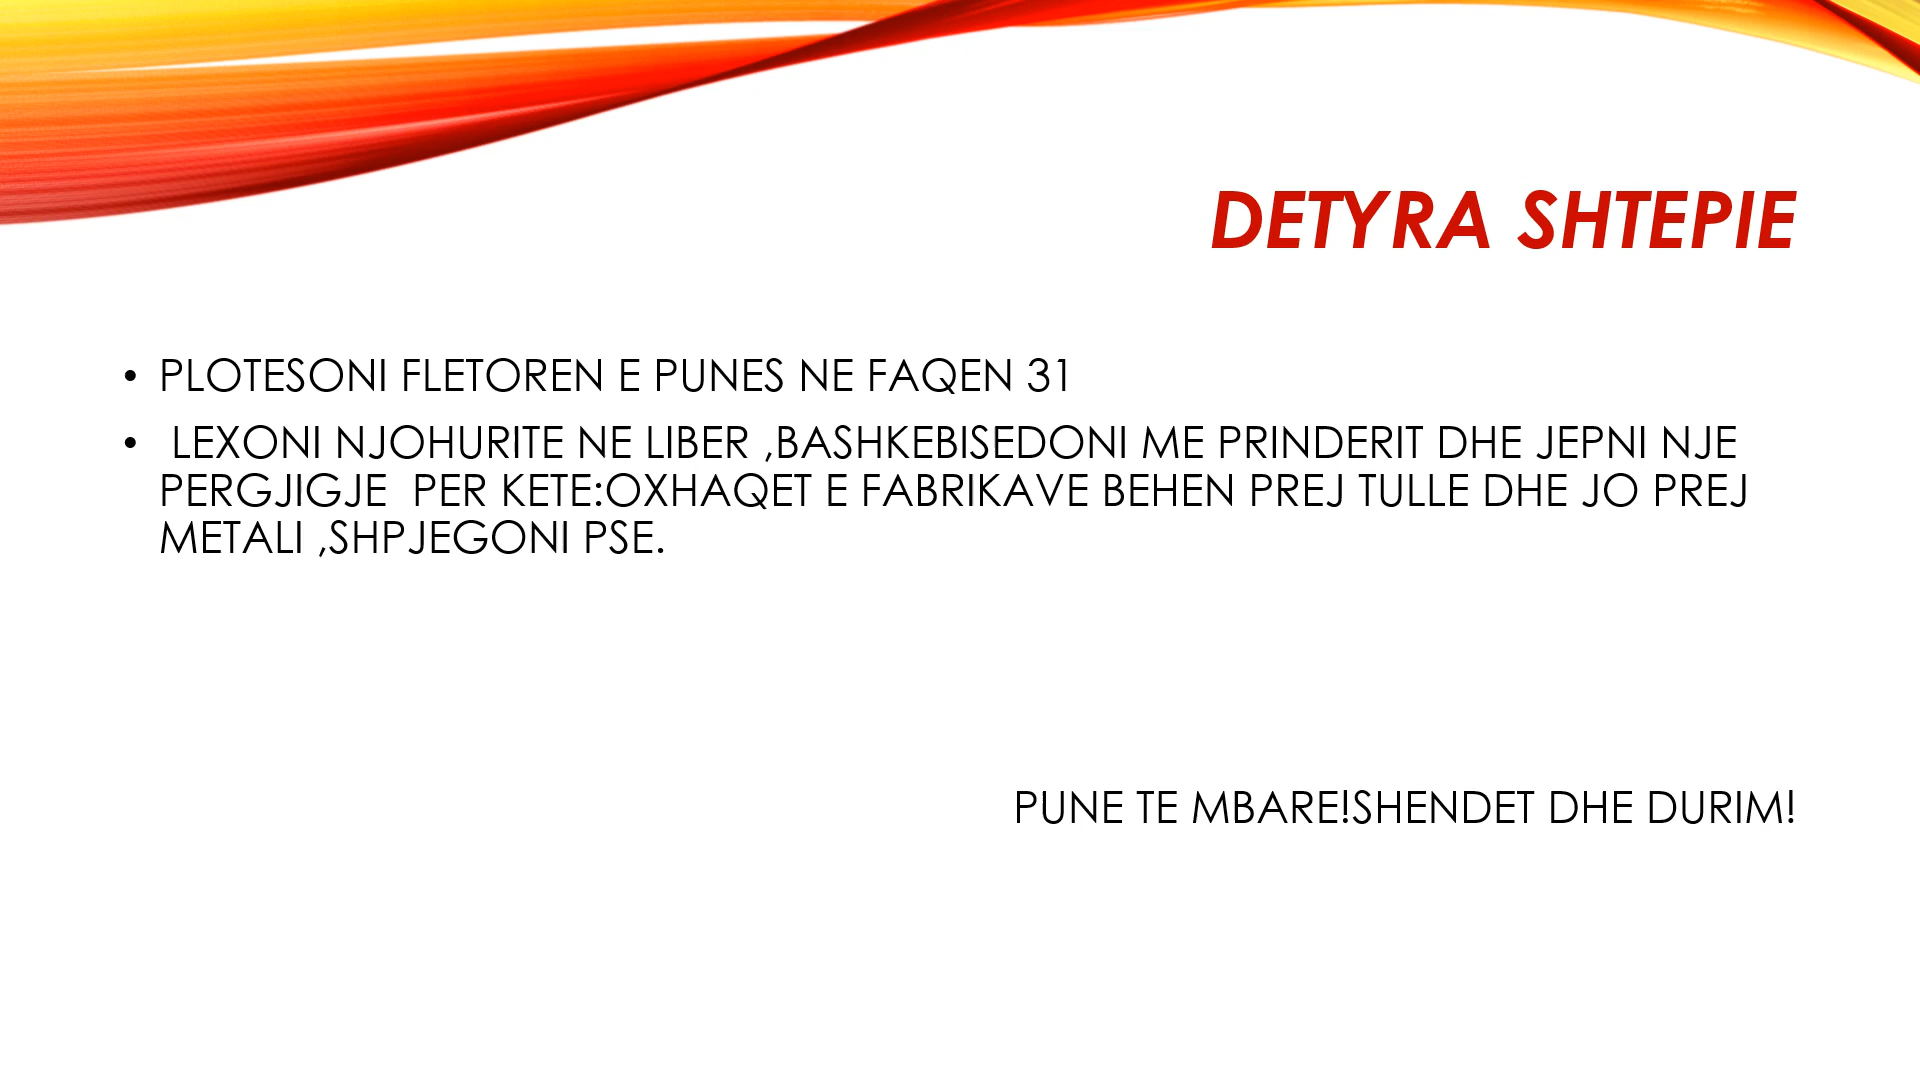 DETYRA SHTEPIE
• PLOTESONI FLETOREN E PUNES NE FAQEN 31
• LEXONI NJOHURITE NE LIBER ,BASHKEBISEDONI ME PRINDERIT DHE JEPNI NJE
PERGJIGJE  PER KETE:OXHAQET E FABRIKAVE BEHEN PREJ TULLE DHE JO PREJ
METALI ,SHPJEGONI PSE.
PUNE TE MBARE!SHENDET DHE DURIM!